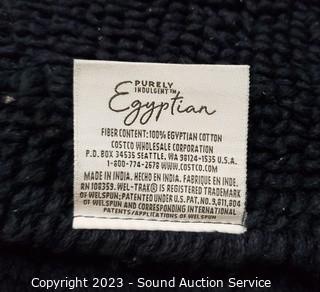 PURELY
INDULGENT™
Egyptian
FIBER CONTENT: 100% EGYPTIAN COTTON
COSTCO WHOLESALE CORPORATION
P.O. BOX 34535 SEATTLE, WA 98124-1535 U.S.A.
1-800-774-2678 WWW.COSTCO.COM
MADE IN INDIA. HECHO EN INDIA. FABRIQUE EN INDE.
RN 108359. WEL-TRAK® IS REGISTERED TRADEMARK
OF WELSPUN; PATENTED UNDER U.S. PAT. NO. 9,811,804
OF WELSPUN AND CORRESPONDING INTERNATIONAL
PATENTS/APPLICATIONS OF WELSPUN
Copyright 2023 - Sound Auction Service